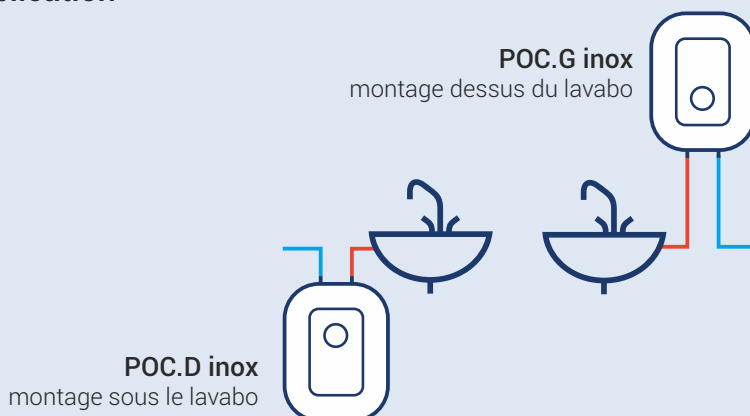 POC.G inox
montage dessus du lavabo
POC.D inox
montage sous le lavabo